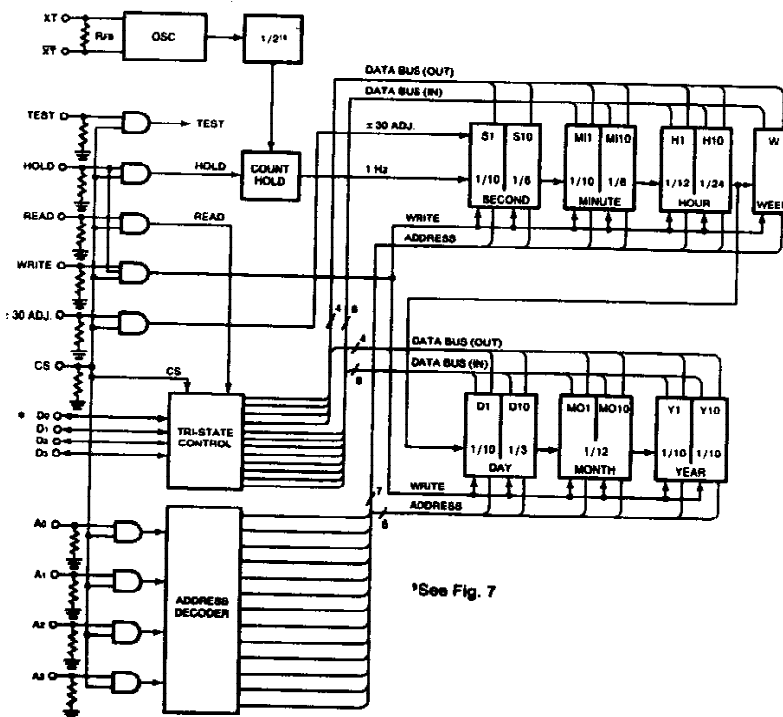 XT
Rfs
OSC
1/2¹⁵
XT
DATA BUS (OUT)
DATA BUS (IN)
TEST
TEST
± 30 ADJ.
S1 S10
MI1 MI10
H1 H10
W
HOLD
HOLD
COUNT HOLD
1 Hz
1/10 1/6
1/10 1/6
1/12 1/24
SECOND
MINUTE
HOUR
WEEK
READ
READ
WRITE
ADDRESS
WRITE
: 30 ADJ.
4
8
4
DATA BUS (OUT)
CS
CS
8
DATA BUS (IN)
* D0
D1
D2
D3
TRI-STATE CONTROL
D1 D10
MO1 MO10
Y1 Y10
1/10 1/3
1/12
1/10 1/10
DAY
MONTH
YEAR
7
WRITE
6
ADDRESS
A0
A1
A2
A3
ADDRESS DECODER
*See Fig. 7